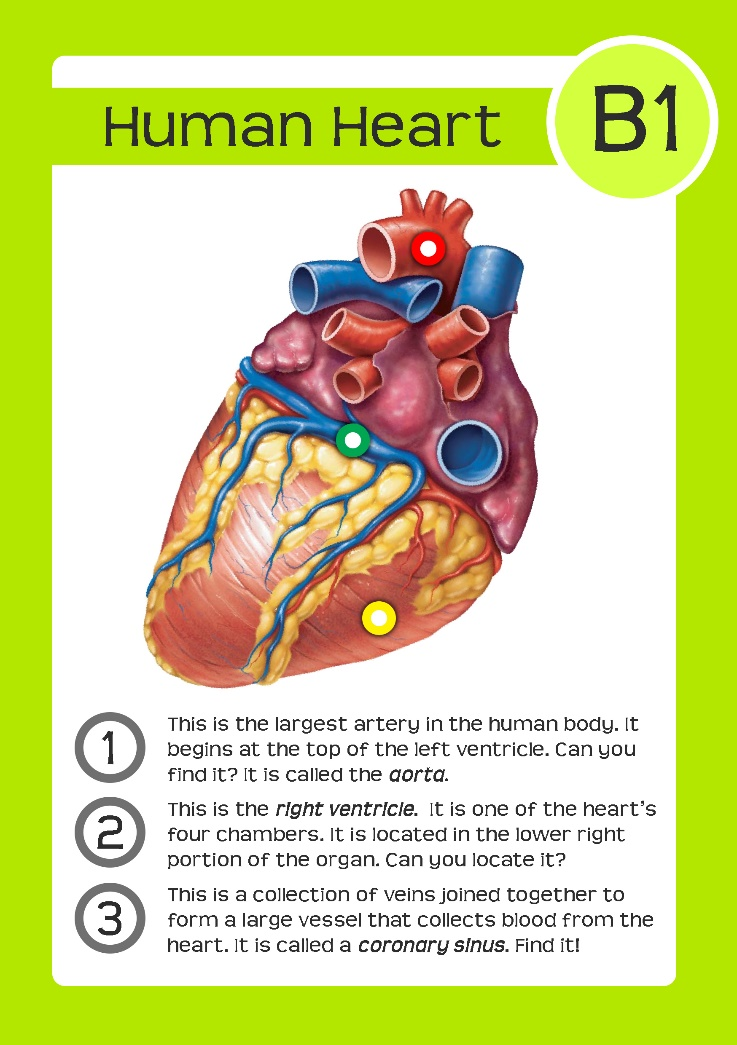 Human Heart
B1
1
This is the largest artery in the human body. It
begins at the top of the left ventricle. Can you
find it? It is called the aorta.
2
This is the right ventricle. It is one of the heart's
four chambers. It is located in the lower right
portion of the organ. Can you locate it?
3
This is a collection of veins joined together to
form a large vessel that collects blood from the
heart. It is called a coronary sinus. Find it!